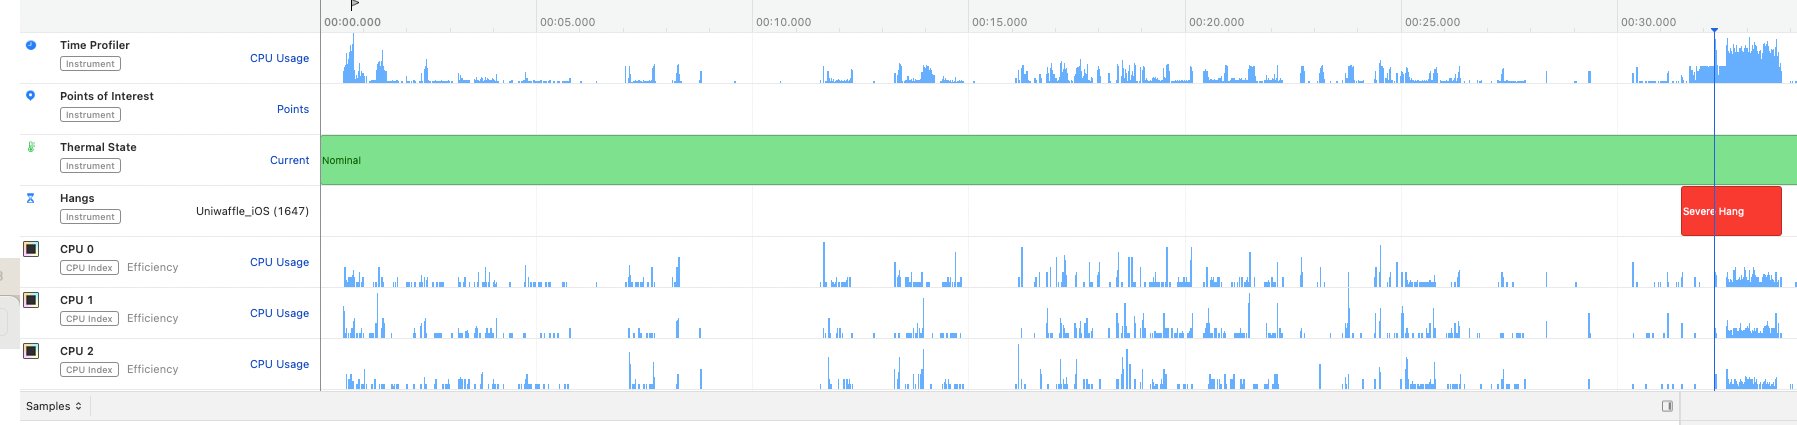 00:00.000 00:05.000 00:10.000 00:15.000 00:20.000 00:25.000 00:30.000
Time Profiler
Instrument
CPU Usage
Points of Interest
Instrument
Points
Thermal State
Instrument
Current
Nominal
Hangs
Instrument
Uniwaffle_iOS (1647)
Severe Hang
CPU 0
CPU Index Efficiency
CPU Usage
CPU 1
CPU Index Efficiency
CPU Usage
CPU 2
CPU Index Efficiency
CPU Usage
Samples